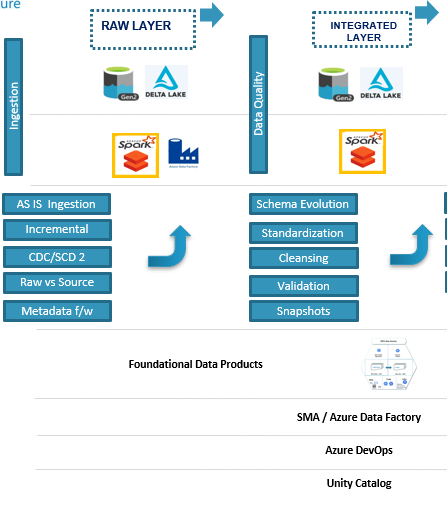 ure
RAW LAYER
INTEGRATED
LAYER
Ingestion
Gen2
DELTA LAKE
Data Quality
Gen2
DELTA LAKE
Spark
Spark
AS IS Ingestion
Incremental
CDC/SCD 2
Raw vs Source
Metadata f/w
Schema Evolution
Standardization
Cleansing
Validation
Snapshots
Foundational Data Products
SMA / Azure Data Factory
Azure DevOps
Unity Catalog